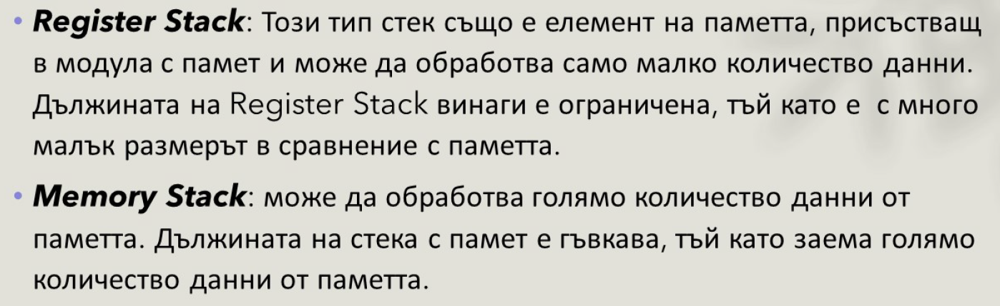 • Register Stack: Този тип стек също е елемент на паметта, присъстващ
в модула с памет и може да обработва само малко количество данни.
Дължината на Register Stack винаги е ограничена, тъй като е с много
малък размерът в сравнение с паметта.
• Memory Stack: може да обработва голямо количество данни от
паметта. Дължината на стека с памет е гъвкава, тъй като заема голямо
количество данни от паметта.